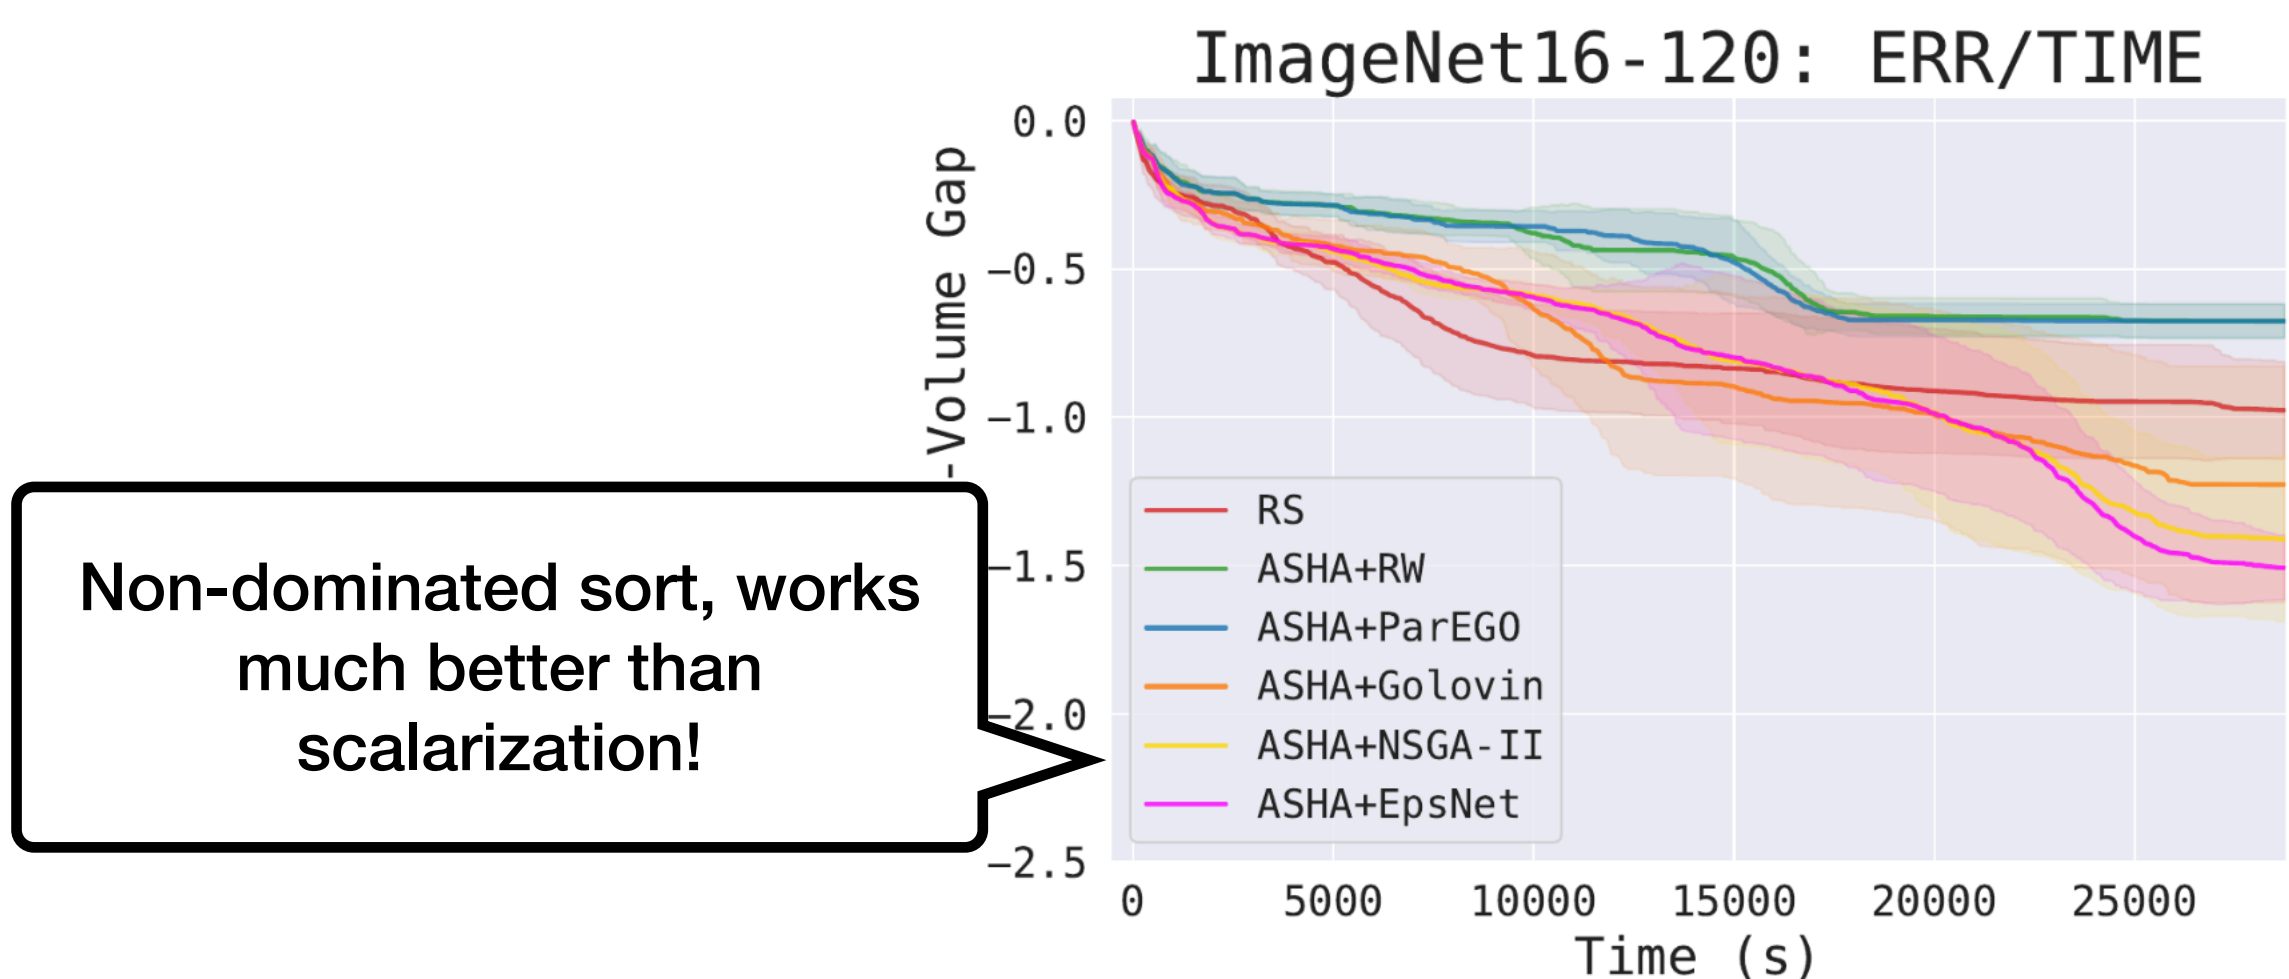 ImageNet16-120: ERR/TIME
-Volume Gap
0.0
−0.5
−1.0
−1.5
−2.0
−2.5
Non-dominated sort, works
much better than
scalarization!
RS
ASHA+RW
ASHA+ParEGO
ASHA+Golovin
ASHA+NSGA-II
ASHA+EpsNet
0 5000 10000 15000 20000 25000
Time (s)